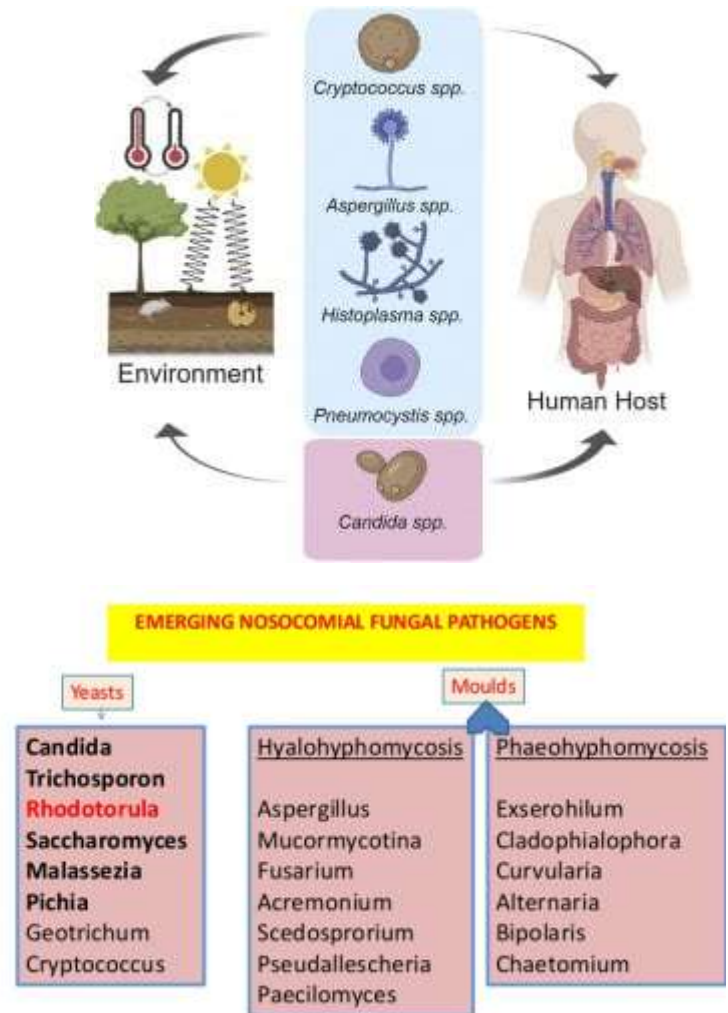 Cryptococcus spp.
Aspergillus spp.
Histoplasma spp.
Pneumocystis spp.
Candida spp.
Environment
Human Host
EMERGING NOSOCOMIAL FUNGAL PATHOGENS
Yeasts
Moulds
Candida
Trichosporon
Rhodotorula
Saccharomyces
Malassezia
Pichia
Geotrichum
Cryptococcus
Hyalohyphomycosis
Aspergillus
Mucormycotina
Fusarium
Acremonium
Scedosprorium
Pseudallescheria
Paecilomyces
Phaeohyphomycosis
Exserohilum
Cladophialophora
Curvularia
Alternaria
Bipolaris
Chaetomium